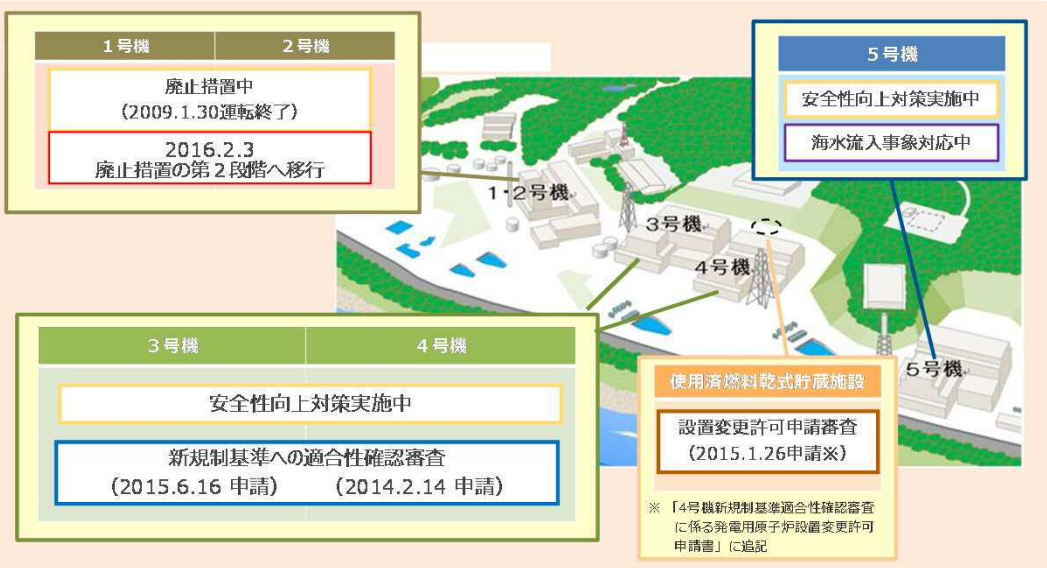 1号機 2号機
廃止措置中
（2009.1.30運転終了）
2016.2.3
廃止措置の第2段階へ移行
5号機
安全性向上対策実施中
海水流入事象対応中
1・2号機
3号機
4号機
5号機
3号機 4号機
安全性向上対策実施中
新規制基準への適合性確認審査
（2015.6.16 申請） （2014.2.14 申請）
使用済燃料乾式貯蔵施設
設置変更許可申請審査
（2015.1.26申請※）
※ 「4号機新規制基準適合性確認審査
に係る発電用原子炉設置変更許可
申請書」に追記